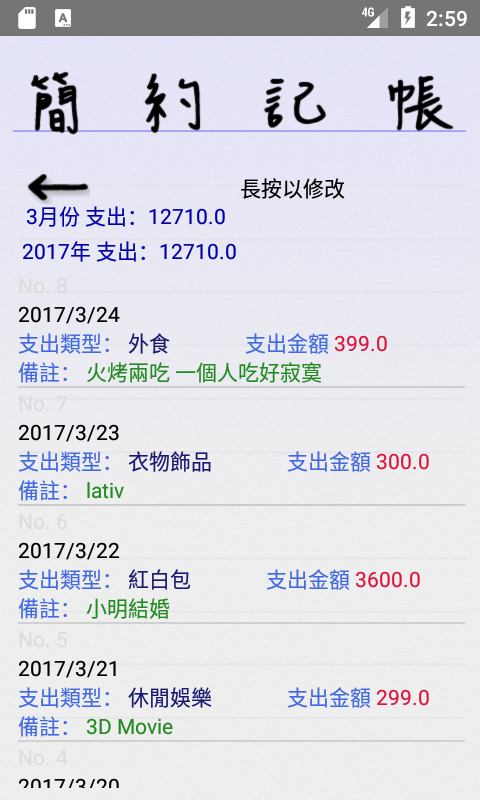 4G 2:59
簡約記帳
長按以修改
3月份 支出：12710.0
2017年 支出：12710.0
No. 8
2017/3/24
支出類型： 外食 支出金額 399.0
備註： 火烤兩吃 一個人吃好寂寞
No. 7
2017/3/23
支出類型： 衣物飾品 支出金額 300.0
備註： lativ
No. 6
2017/3/22
支出類型： 紅白包 支出金額 3600.0
備註： 小明結婚
No. 5
2017/3/21
支出類型： 休閒娛樂 支出金額 299.0
備註： 3D Movie
No. 4
2017/3/20